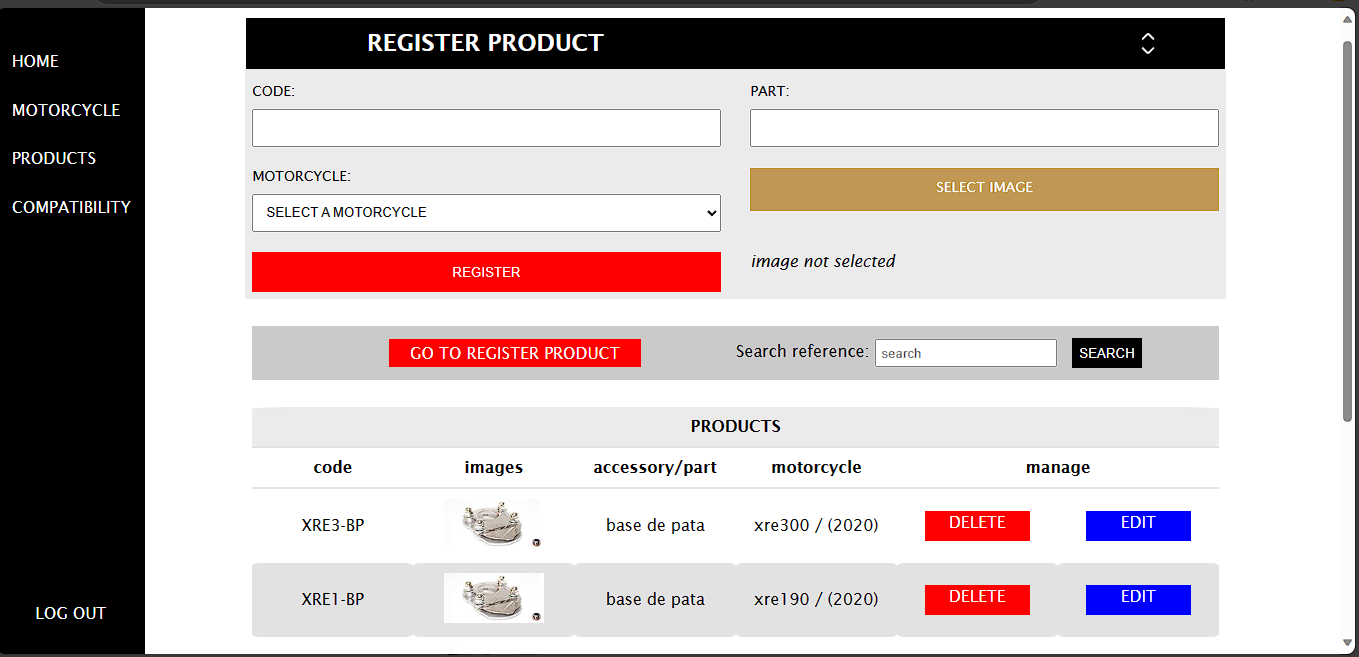 HOME
MOTORCYCLE
PRODUCTS
COMPATIBILITY
LOG OUT
REGISTER PRODUCT
CODE:
PART:
MOTORCYCLE:
SELECT A MOTORCYCLE
SELECT IMAGE
REGISTER
image not selected
GO TO REGISTER PRODUCT
Search reference:
search
SEARCH
PRODUCTS
code images accessory/part motorcycle manage
XRE3-BP base de pata xre300 / (2020) DELETE EDIT
XRE1-BP base de pata xre190 / (2020) DELETE EDIT